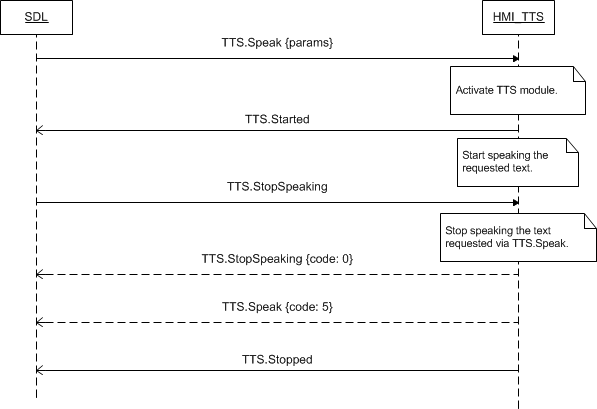 SDL
HMI_TTS
TTS.Speak {params}
Activate TTS module.
TTS.Started
Start speaking the
requested text.
TTS.StopSpeaking
Stop speaking the text
requested via TTS.Speak.
TTS.StopSpeaking {code: 0}
TTS.Speak {code: 5}
TTS.Stopped